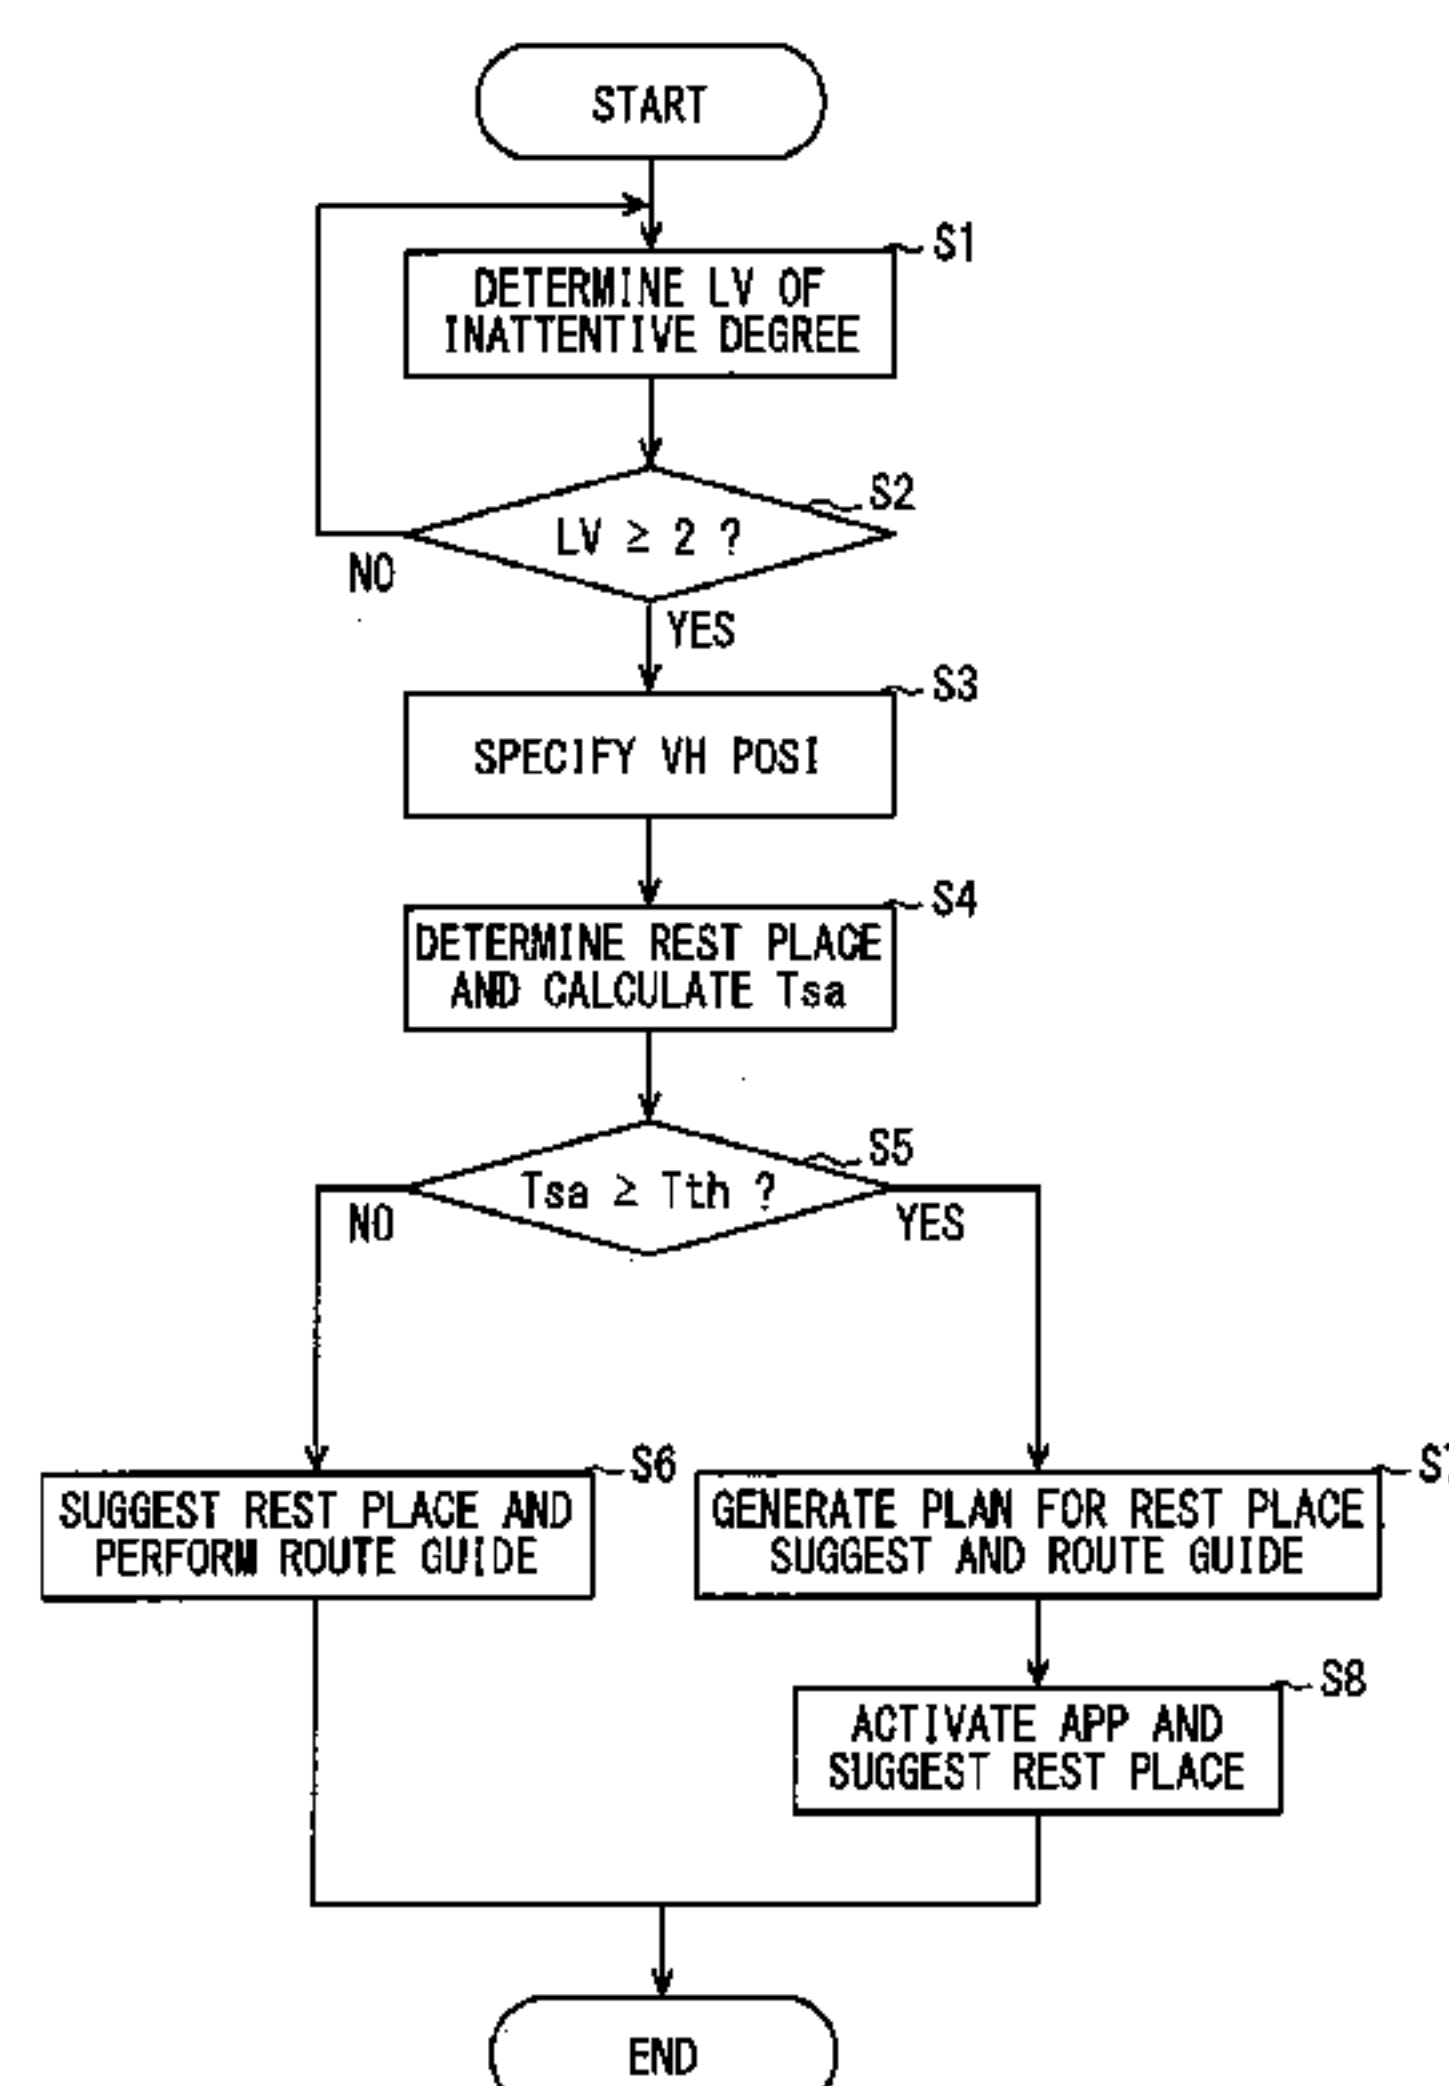 START
S1
DETERMINE LV OF
INATTENTIVE DEGREE
S2
LV ≥ 2 ?
NO
YES
S3
SPECIFY VH POSI
S4
DETERMINE REST PLACE
AND CALCULATE Tsa
S5
Tsa ≥ Tth ?
NO
YES
S6
SUGGEST REST PLACE AND
PERFORM ROUTE GUIDE
GENERATE PLAN FOR REST PLACE
SUGGEST AND ROUTE GUIDE
S8
ACTIVATE APP AND
SUGGEST REST PLACE
END